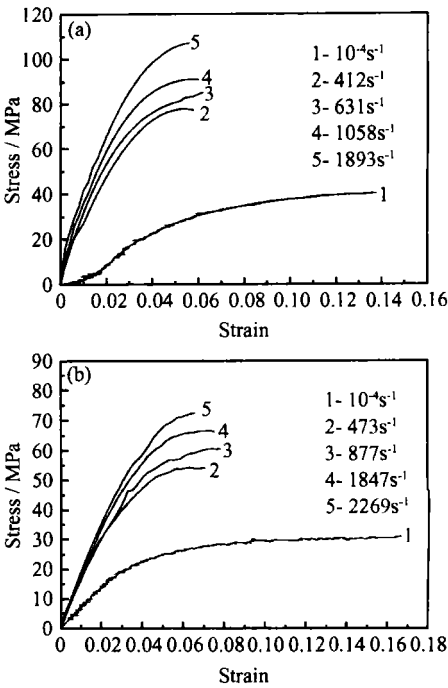 (a)
120
100
80
60
40
20
0
Stress / MPa
5
4
3
2
1
1- 10⁻⁴s⁻¹
2- 412s⁻¹
3- 631s⁻¹
4- 1058s⁻¹
5- 1893s⁻¹
0 0.02 0.04 0.06 0.08 0.10 0.12 0.14 0.16
Strain
(b)
90
80
70
60
50
40
30
20
10
0
Stress / MPa
5
4
3
2
1
1- 10⁻⁴s⁻¹
2- 473s⁻¹
3- 877s⁻¹
4- 1847s⁻¹
5- 2269s⁻¹
0 0.02 0.04 0.06 0.08 0.10 0.12 0.14 0.16 0.18
Strain